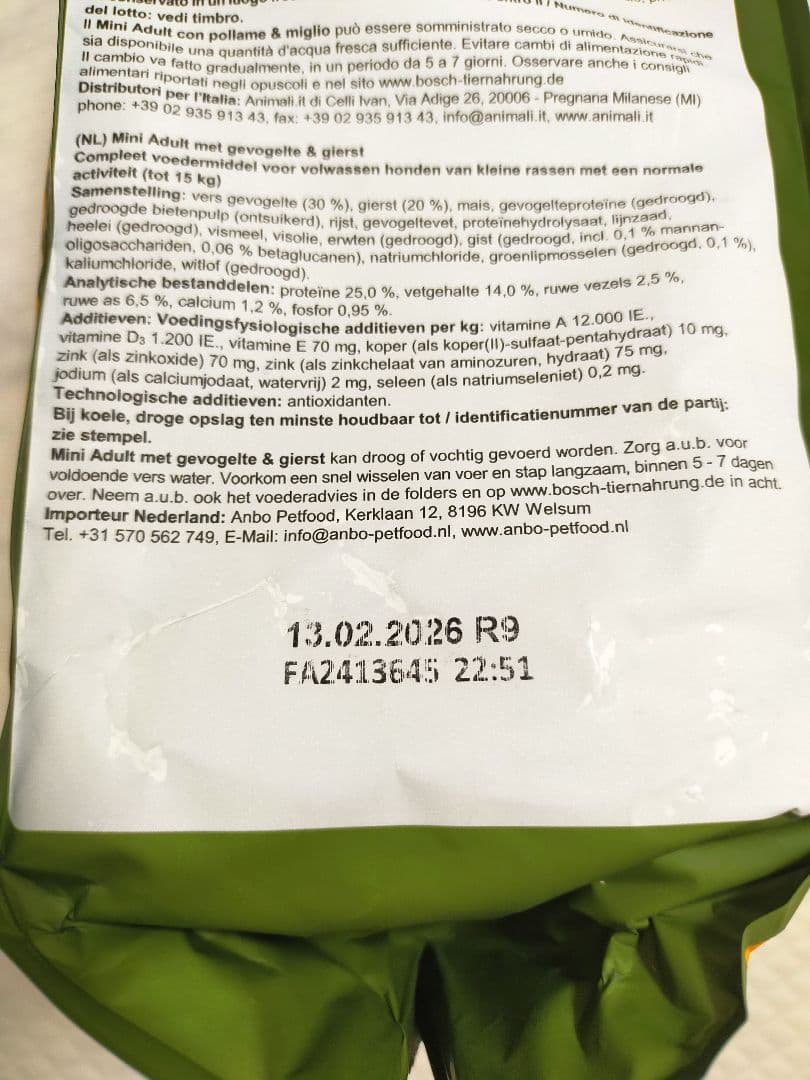 del lotto: vedi timbro.
Numero di identificazione
Il Mini Adult con pollame & miglio può essere somministrato secco o umido. Assicurarsi che
sia disponibile una quantità d'acqua fresca sufficiente. Evitare cambi di alimentazione rapidi
Il cambio va fatto gradualmente, in un periodo da 5 a 7 giorni. Osservare anche i consigli
alimentari riportati negli opuscoli e nel sito www.bosch-tiernahrung.de
Distributori per l'Italia: Animali.it di Celli Ivan, Via Adige 26, 20006 - Pregnana Milanese (MI)
phone: +39 02 935 913 43, fax: +39 02 935 913 43, info@animali.it, www.animali.it
(NL) Mini Adult met gevogelte & gierst
Compleet voedermiddel voor volwassen honden van kleine rassen met een normale
activiteit (tot 15 kg)
Samenstelling: vers gevogelte (30 %), gierst (20 %), mais, gevogelteproteïne (gedroogd),
gedroogde bietenpulp (ontsuikerd), rijst, gevogeltevet, proteïnehydrolysaat, lijnzaad,
heelei (gedroogd), vismeel, visolie, erwten (gedroogd), gist (gedroogd, incl. 0,1 % mannan-
oligosacchariden, 0,06 % betaglucanen), natriumchloride, groenlipmosselen (gedroogd, 0,1 %),
kaliumchloride, witlof (gedroogd).
Analytische bestanddelen: proteïne 25,0 %, vetgehalte 14,0 %, ruwe vezels 2,5 %,
ruwe as 6,5 %, calcium 1,2 %, fosfor 0,95 %.
Additieven: Voedingsfysiologische additieven per kg: vitamine A 12.000 IE.,
vitamine D3 1.200 IE., vitamine E 70 mg, koper (als koper(II)-sulfaat-pentahydraat) 10 mg,
zink (als zinkoxide) 70 mg, zink (als zinkchelaat van aminozuren, hydraat) 75 mg,
jodium (als calciumjodaat, watervrij) 2 mg, seleen (als natriumseleniet) 0,2 mg.
Technologische additieven: antioxidanten.
Bij koele, droge opslag ten minste houdbaar tot / identificatienummer van de partij:
zie stempel.
Mini Adult met gevogelte & gierst kan droog of vochtig gevoerd worden. Zorg a.u.b. voor
voldoende vers water. Voorkom een snel wisselen van voer en stap langzaam, binnen 5 - 7 dagen
over. Neem a.u.b. ook het voederadvies in de folders en op www.bosch-tiernahrung.de in acht.
Importeur Nederland: Anbo Petfood, Kerklaan 12, 8196 KW Welsum
Tel. +31 570 562 749, E-Mail: info@anbo-petfood.nl, www.anbo-petfood.nl
13.02.2026 R9
FA2413645 22:51